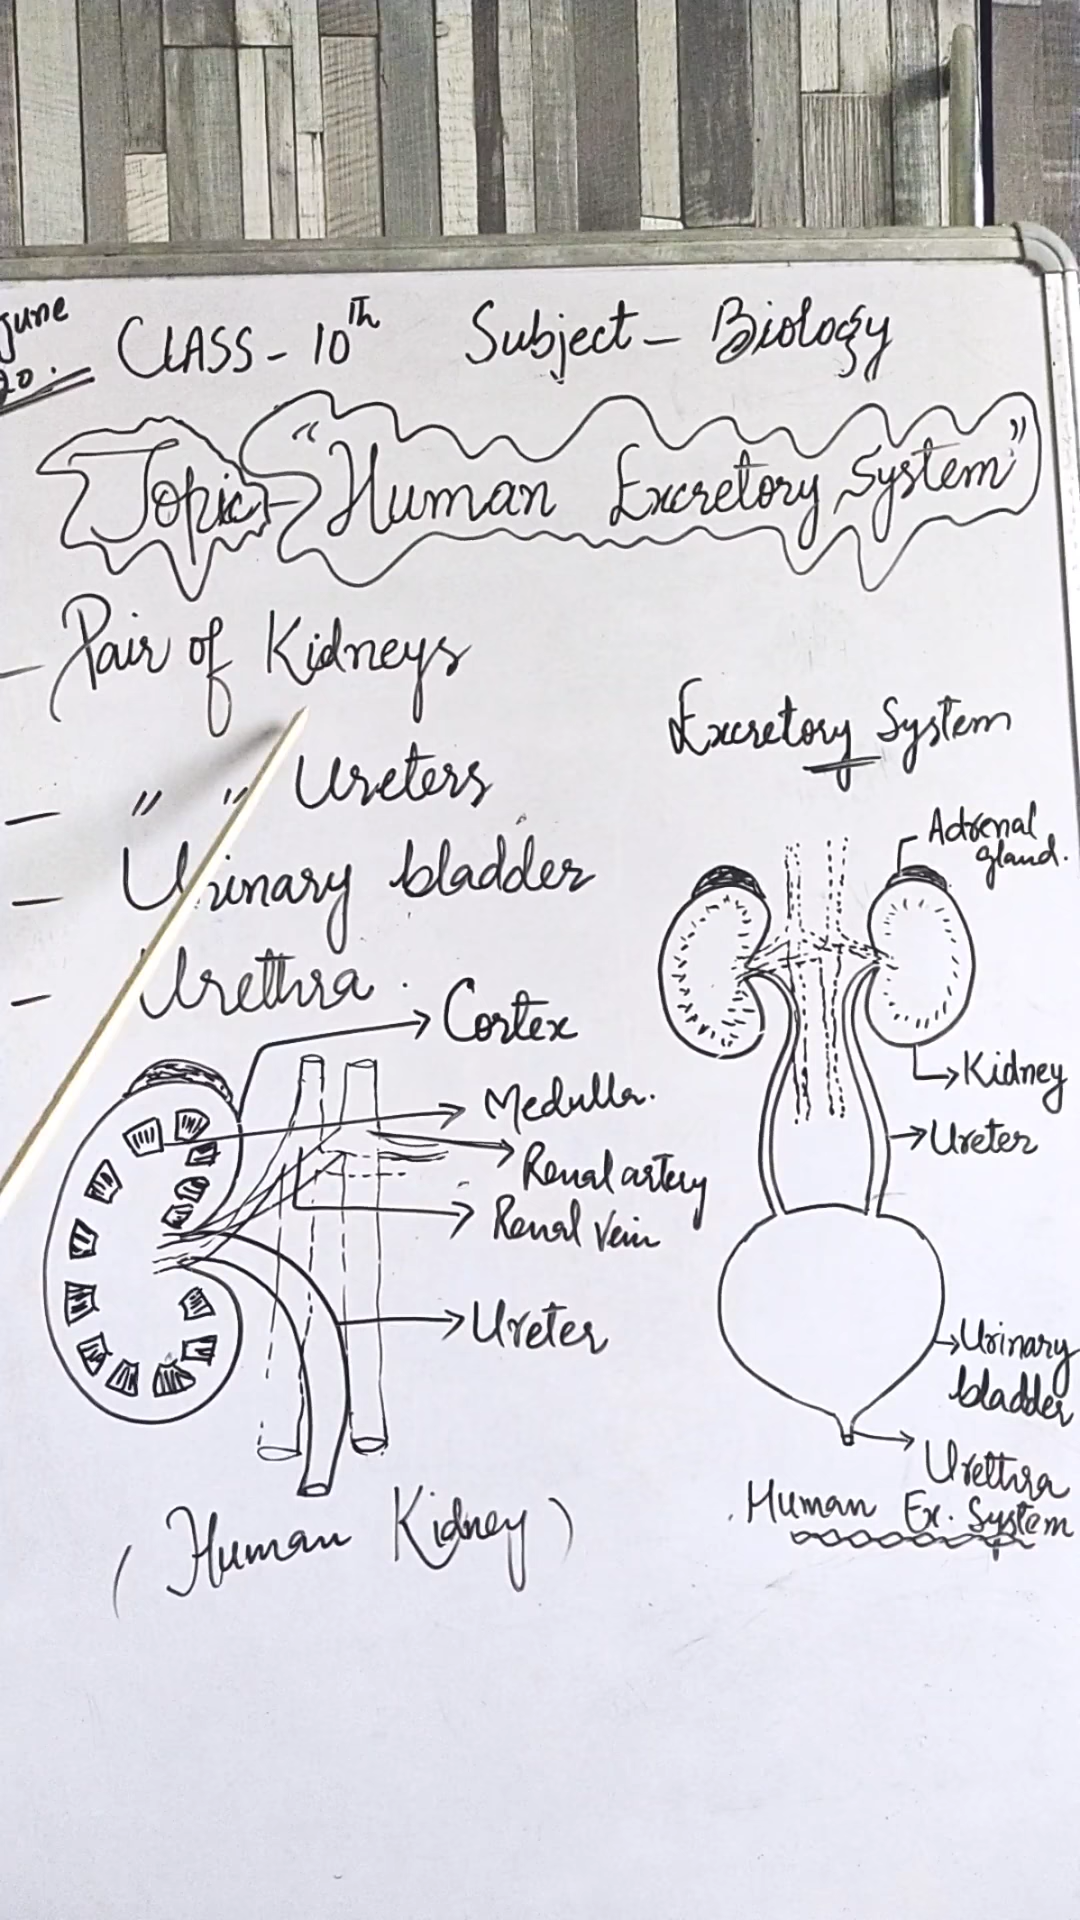 June
20.
CLASS - 10th Subject - Biology
Topic - "Human Excretory System"
- Pair of Kidneys
- " " Ureters
- Urinary bladder
- Urethra.
Cortex
Medulla.
Renal artery
Renal Vein
Ureter
(Human Kidney)
Excretory System
Adrenal
gland.
Kidney
Ureter
Urinary
bladder
Urethra
Human Ex. System